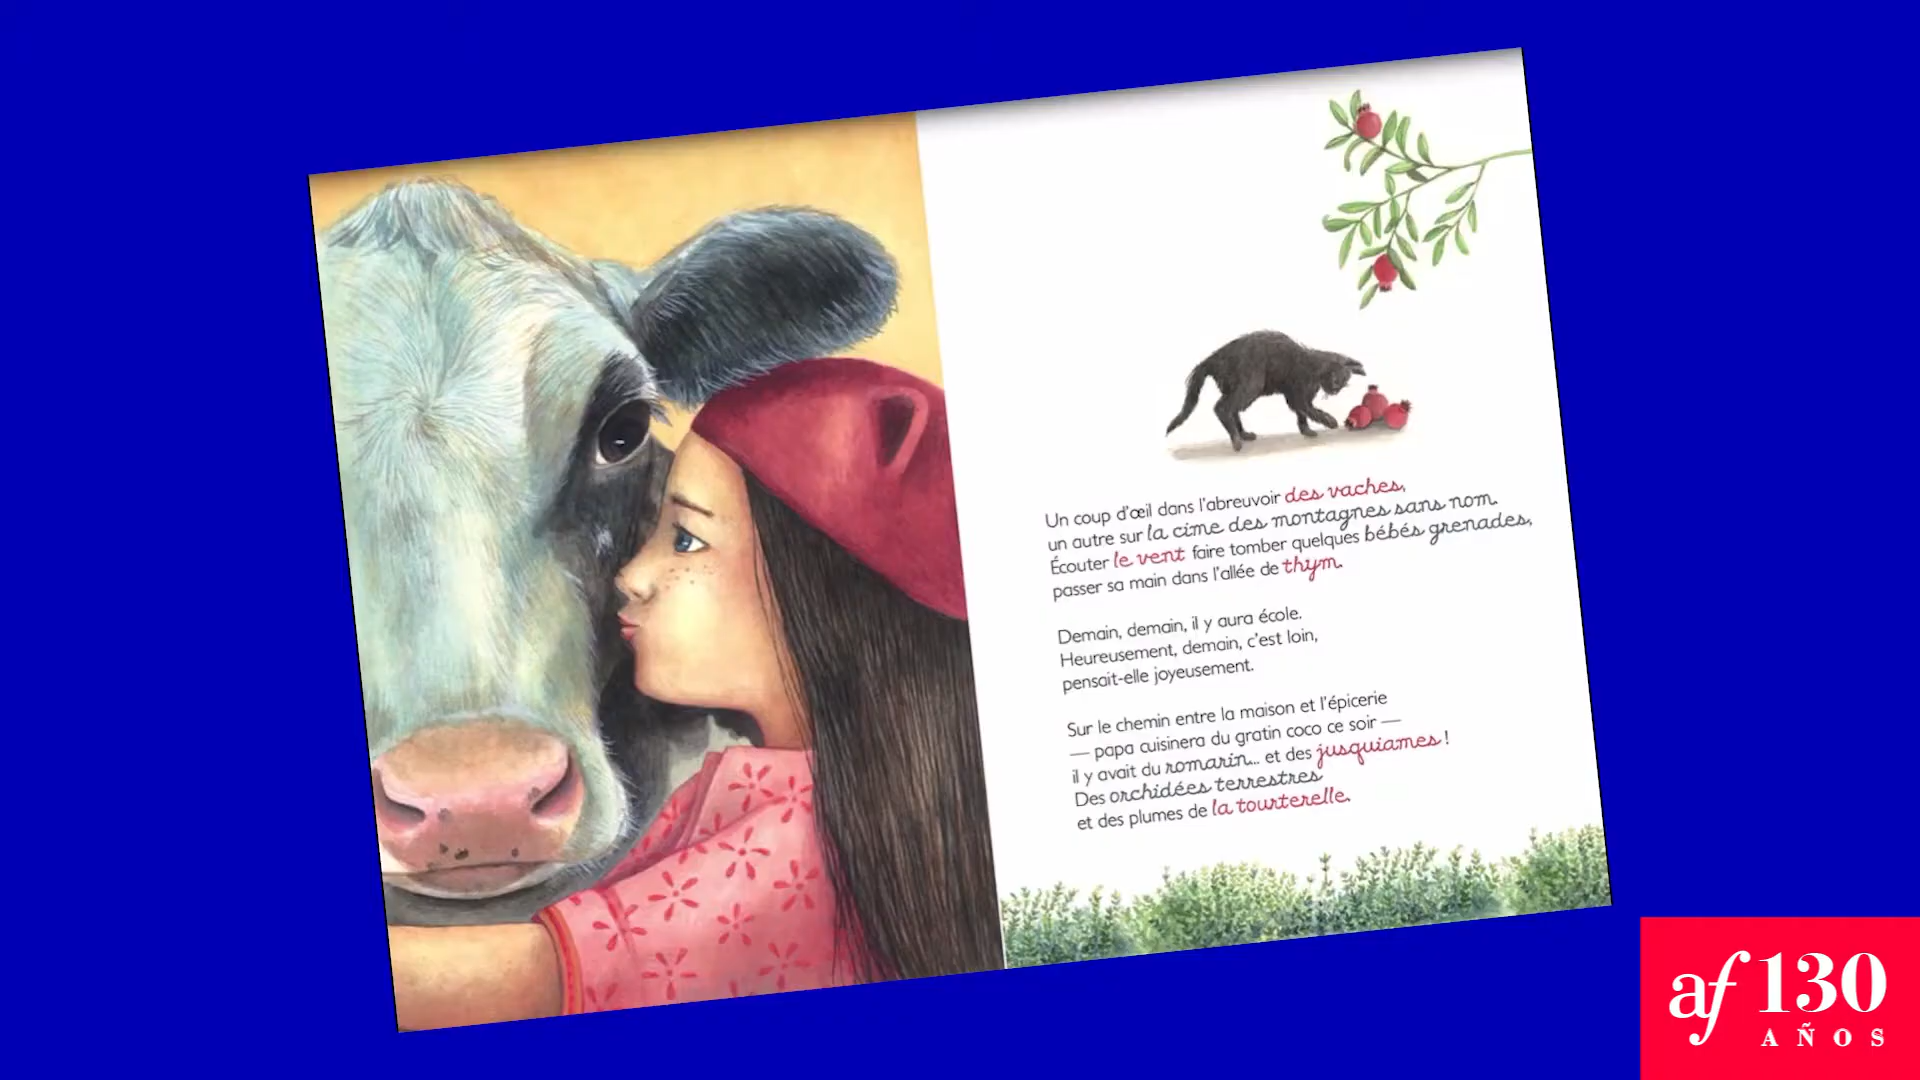 Un coup d'œil dans l'abreuvoir des vaches,
un autre sur la cime des montagnes sans nom.
Écouter le vent faire tomber quelques bébés grenades,
passer sa main dans l'allée de thym.
Demain, demain, il y aura école.
Heureusement, demain, c'est loin,
pensait-elle joyeusement.
Sur le chemin entre la maison et l'épicerie
— papa cuisinera du gratin coco ce soir —
il y avait du romarin... et des jusquiames !
Des orchidées terrestres
et des plumes de la tourterelle.
af 130
AÑOS